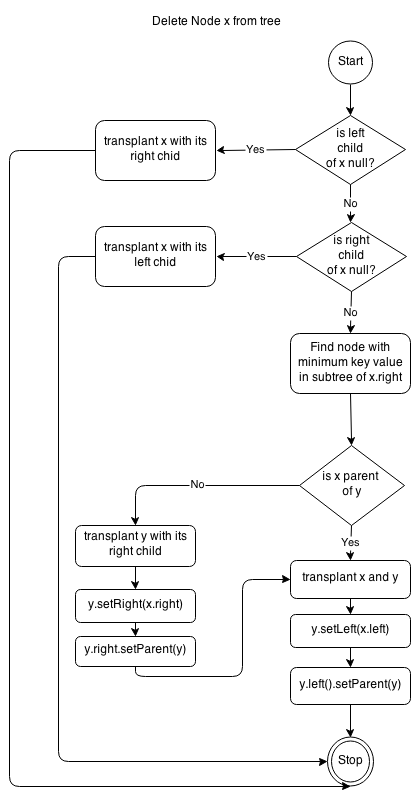 Delete Node x from tree
Start
is left
child
of x null?
Yes
transplant x with its
right chid
No
is right
child
of x null?
Yes
transplant x with its
left chid
No
Find node with
minimum key value
in subtree of x.right
is x parent
of y
No
transplant y with its
right child
y.setRight(x.right)
y.right.setParent(y)
Yes
transplant x and y
y.setLeft(x.left)
y.left().setParent(y)
Stop